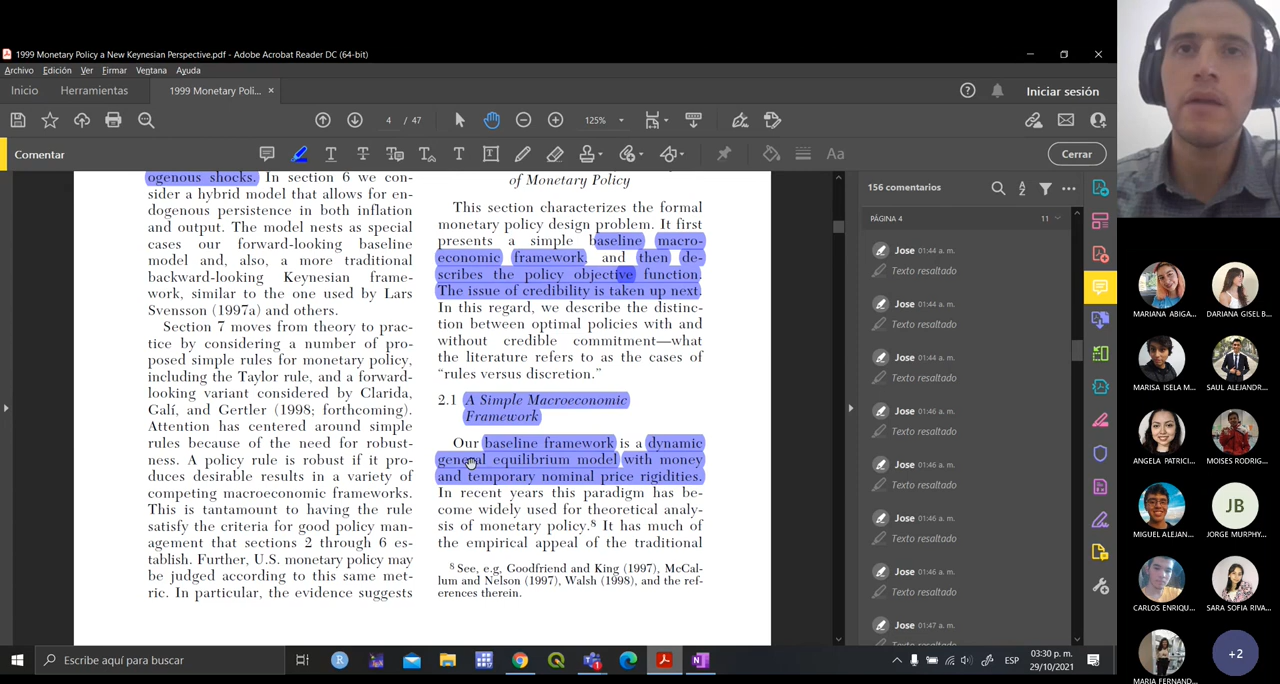 1999 Monetary Policy a New Keynesian Perspective.pdf - Adobe Acrobat Reader DC (64-bit)
Archivo Edición Ver Firmar Ventana Ayuda
Inicio Herramientas 1999 Monetary Poli... ×
Iniciar sesión
4 / 47 125%
Comentar
Cerrar
ogenous shocks. In section 6 we con-
sider a hybrid model that allows for en-
dogenous persistence in both inflation
and output. The model nests as special
cases our forward-looking baseline
model and, also, a more traditional
backward-looking Keynesian frame-
work, similar to the one used by Lars
Svensson (1997a) and others.
Section 7 moves from theory to prac-
tice by considering a number of pro-
posed simple rules for monetary policy,
including the Taylor rule, and a forward-
looking variant considered by Clarida,
Galí, and Gertler (1998; forthcoming).
Attention has centered around simple
rules because of the need for robust-
ness. A policy rule is robust if it pro-
duces desirable results in a variety of
competing macroeconomic frameworks.
This is tantamount to having the rule
satisfy the criteria for good policy man-
agement that sections 2 through 6 es-
tablish. Further, U.S. monetary policy may
be judged according to this same met-
ric. In particular, the evidence suggests
of Monetary Policy
This section characterizes the formal
monetary policy design problem. It first
presents a simple baseline macro-
economic framework, and then de-
scribes the policy objective function.
The issue of credibility is taken up next.
In this regard, we describe the distinc-
tion between optimal policies with and
without credible commitment—what
the literature refers to as the cases of
“rules versus discretion.”
2.1 A Simple Macroeconomic
Framework
Our baseline framework is a dynamic
general equilibrium model with money
and temporary nominal price rigidities.
In recent years this paradigm has be-
come widely used for theoretical analy-
sis of monetary policy.⁸ It has much of
the empirical appeal of the traditional
⁸ See, e.g, Goodfriend and King (1997), McCal-
lum and Nelson (1997), Walsh (1998), and the ref-
erences therein.
156 comentarios
PÁGINA 4 11
Jose 01:44 a. m.
Texto resaltado
Jose 01:44 a. m.
Texto resaltado
Jose 01:44 a. m.
Texto resaltado
Jose 01:46 a. m.
Texto resaltado
Jose 01:46 a. m.
Texto resaltado
Jose 01:46 a. m.
Texto resaltado
Jose 01:46 a. m.
Texto resaltado
Jose 01:47 a. m.
Texto resaltado
MARIANA ABIGA...
DARIANA GISEL B...
MARISA ISELA M...
SAUL ALEJANDR...
ANGELA PATRICI...
MOISES RODRIG...
JB
MIGUEL ALEJAN...
JORGE MURPHY...
CARLOS ENRIQU...
SARA SOFIA RIVA...
+2
MARIA FERNAND...
Escribe aquí para buscar
ESP
03:30 p. m.
29/10/2021